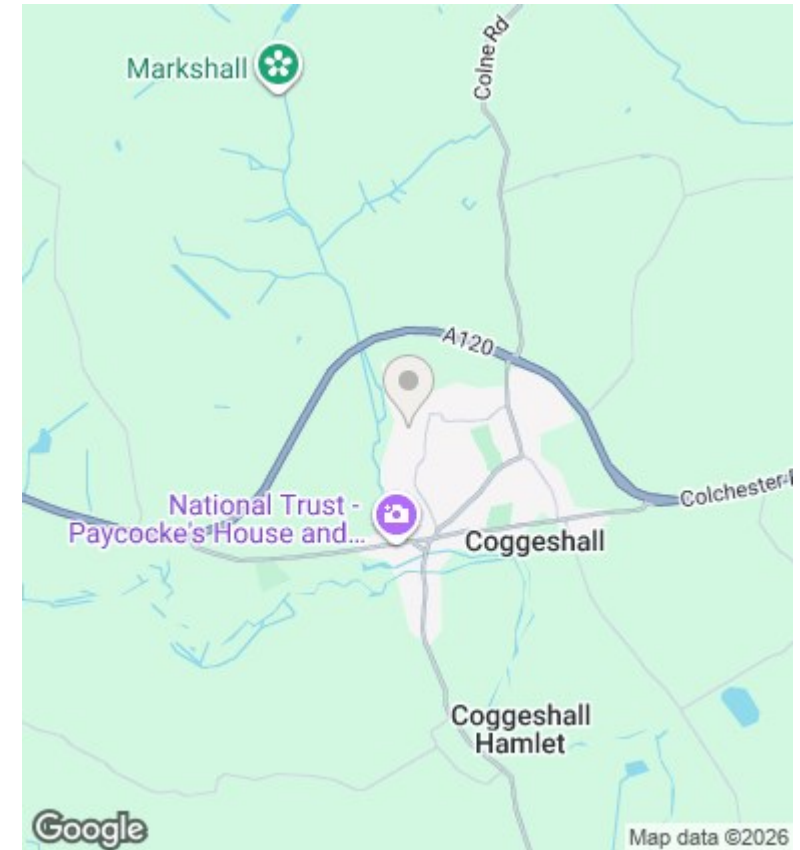 Markshall
Colne Rd
A120
National Trust -
Paycocke's House and...
Colchester
Coggeshall
Coggeshall
Hamlet
Google
Map data ©2026